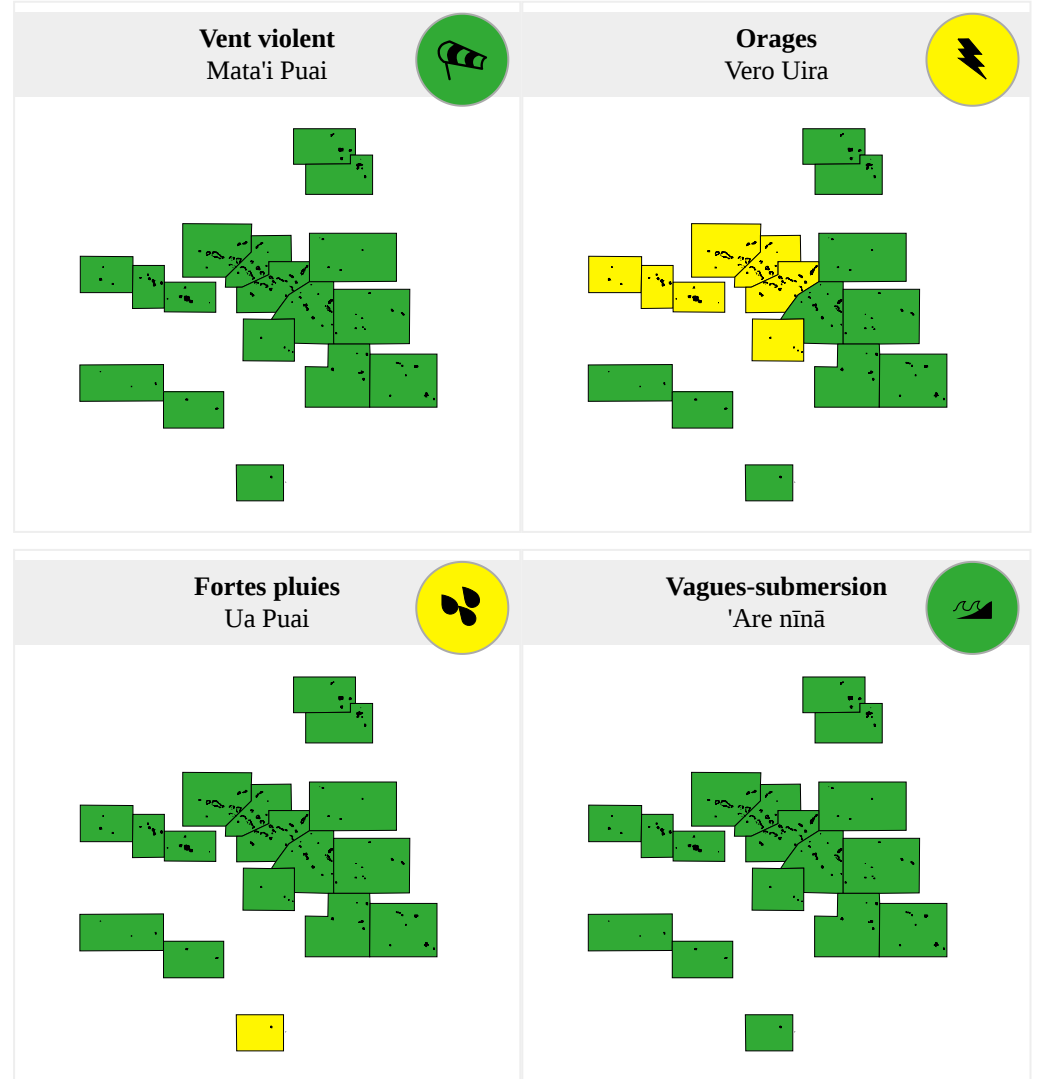 Vent violent
Mata'i Puai
Orages
Vero Uira
Fortes pluies
Ua Puai
Vagues-submersion
'Are nīnā